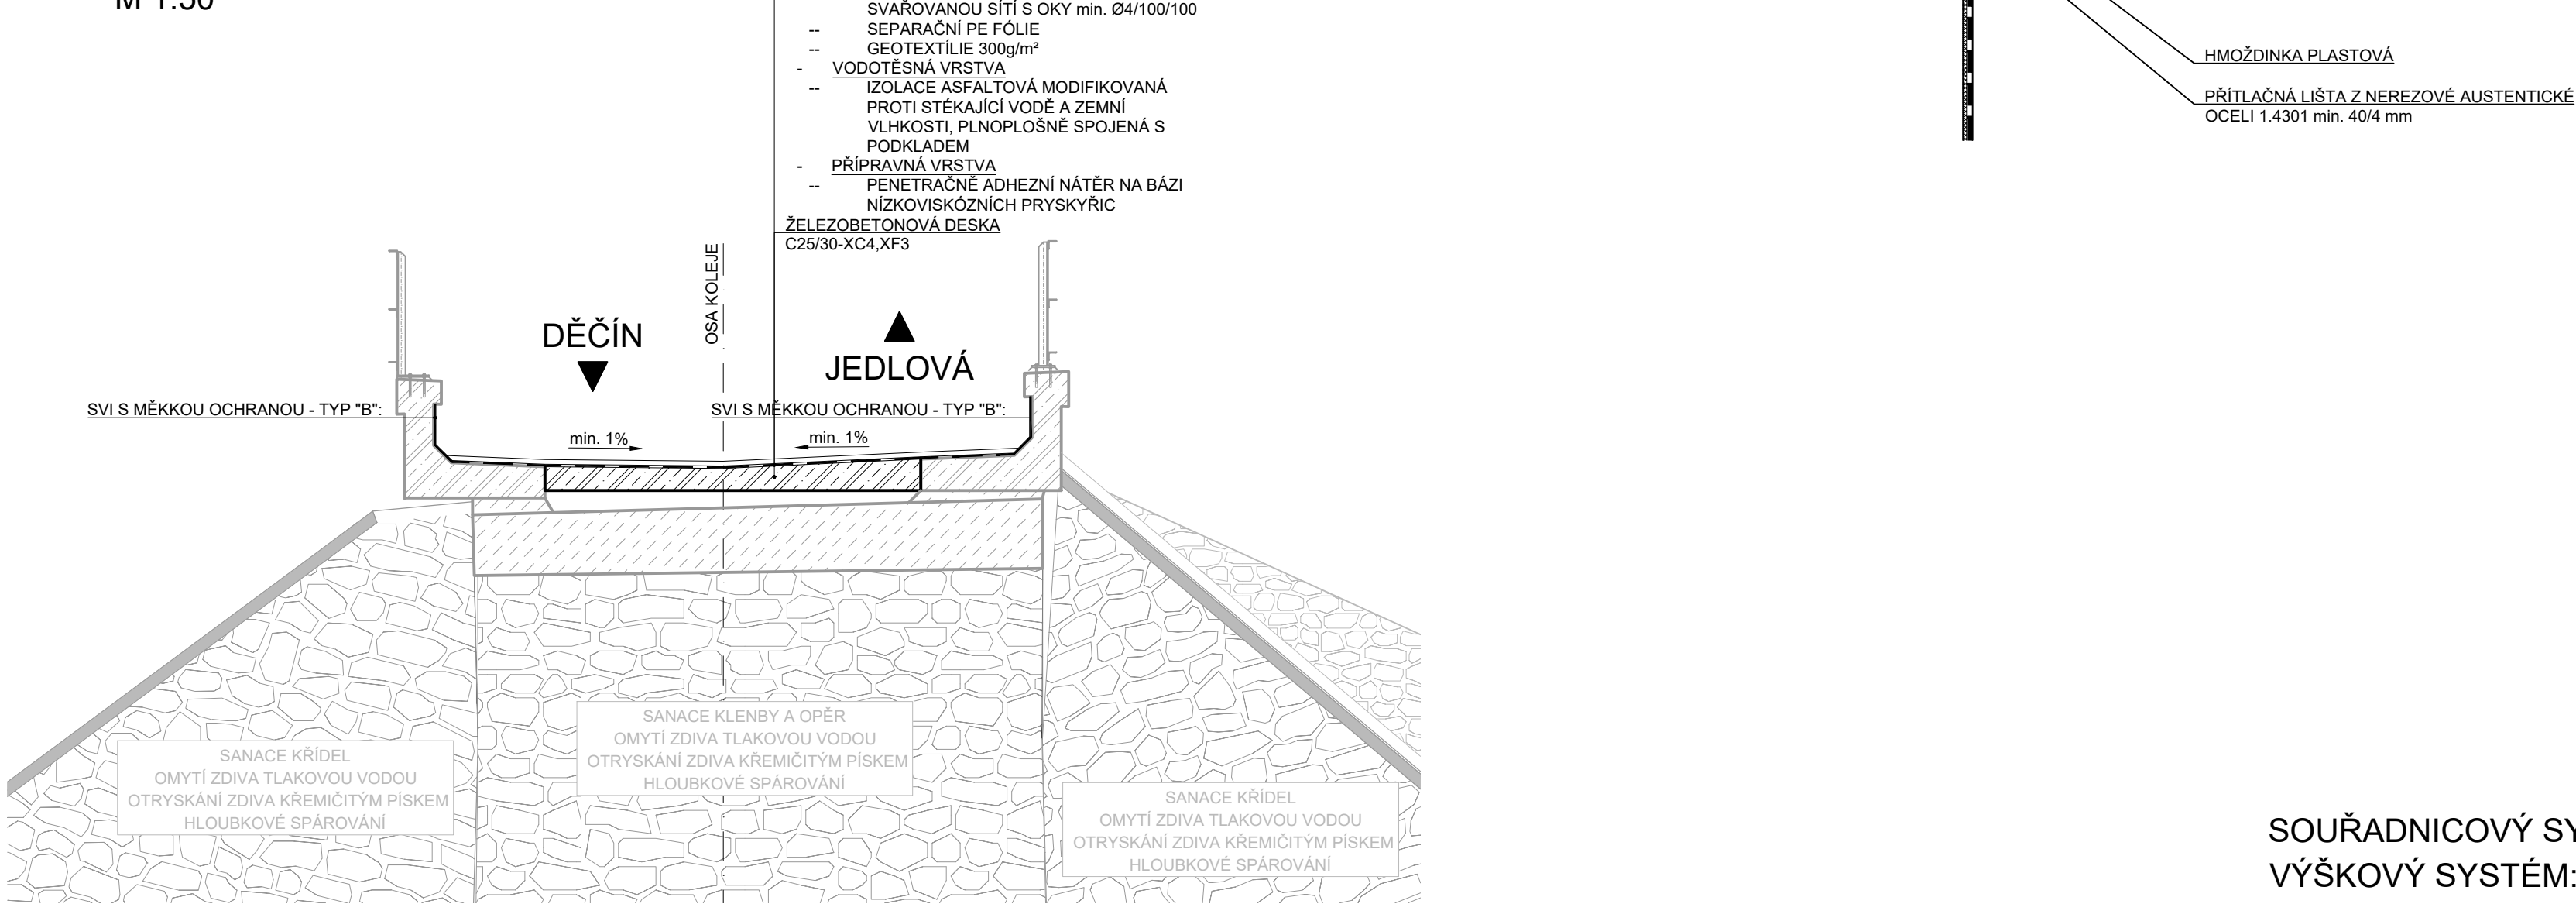 M 1:50
SVAŘOVANOU SÍTÍ S OKY min. Ø4/100/100
-- SEPARAČNÍ PE FÓLIE
-- GEOTEXTÍLIE 300g/m²
- VODOTĚSNÁ VRSTVA
-- IZOLACE ASFALTOVÁ MODIFIKOVANÁ
PROTI STÉKAJÍCÍ VODĚ A ZEMNÍ
VLHKOSTI, PLNOPLOŠNĚ SPOJENÁ S
PODKLADEM
- PŘÍPRAVNÁ VRSTVA
-- PENETRAČNĚ ADHEZNÍ NÁTĚR NA BÁZI
NÍZKOVISKÓZNÍCH PRYSKYŘIC
ŽELEZOBETONOVÁ DESKA
C25/30-XC4,XF3
HMOŽDINKA PLASTOVÁ
PŘÍTLAČNÁ LIŠTA Z NEREZOVÉ AUSTENTICKÉ
OCELI 1.4301 min. 40/4 mm
OSA KOLEJE
DĚČÍN
JEDLOVÁ
SVI S MĚKKOU OCHRANOU - TYP "B":
SVI S MĚKKOU OCHRANOU - TYP "B":
min. 1%
min. 1%
SANACE KŘÍDEL
OMYTÍ ZDIVA TLAKOVOU VODOU
OTRYSKÁNÍ ZDIVA KŘEMIČITÝM PÍSKEM
HLOUBKOVÉ SPÁROVÁNÍ
SANACE KLENBY A OPĚR
OMYTÍ ZDIVA TLAKOVOU VODOU
OTRYSKÁNÍ ZDIVA KŘEMIČITÝM PÍSKEM
HLOUBKOVÉ SPÁROVÁNÍ
SANACE KŘÍDEL
OMYTÍ ZDIVA TLAKOVOU VODOU
OTRYSKÁNÍ ZDIVA KŘEMIČITÝM PÍSKEM
HLOUBKOVÉ SPÁROVÁNÍ
SOUŘADNICOVÝ
VÝŠKOVÝ SYSTÉM: